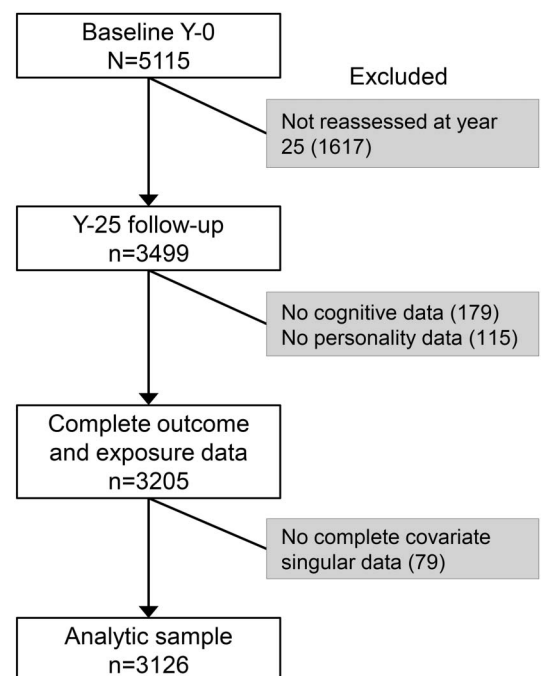 Baseline Y-0
N=5115
Excluded
Not reassessed at year
25 (1617)
Y-25 follow-up
n=3499
No cognitive data (179)
No personality data (115)
Complete outcome
and exposure data
n=3205
No complete covariate
singular data (79)
Analytic sample
n=3126